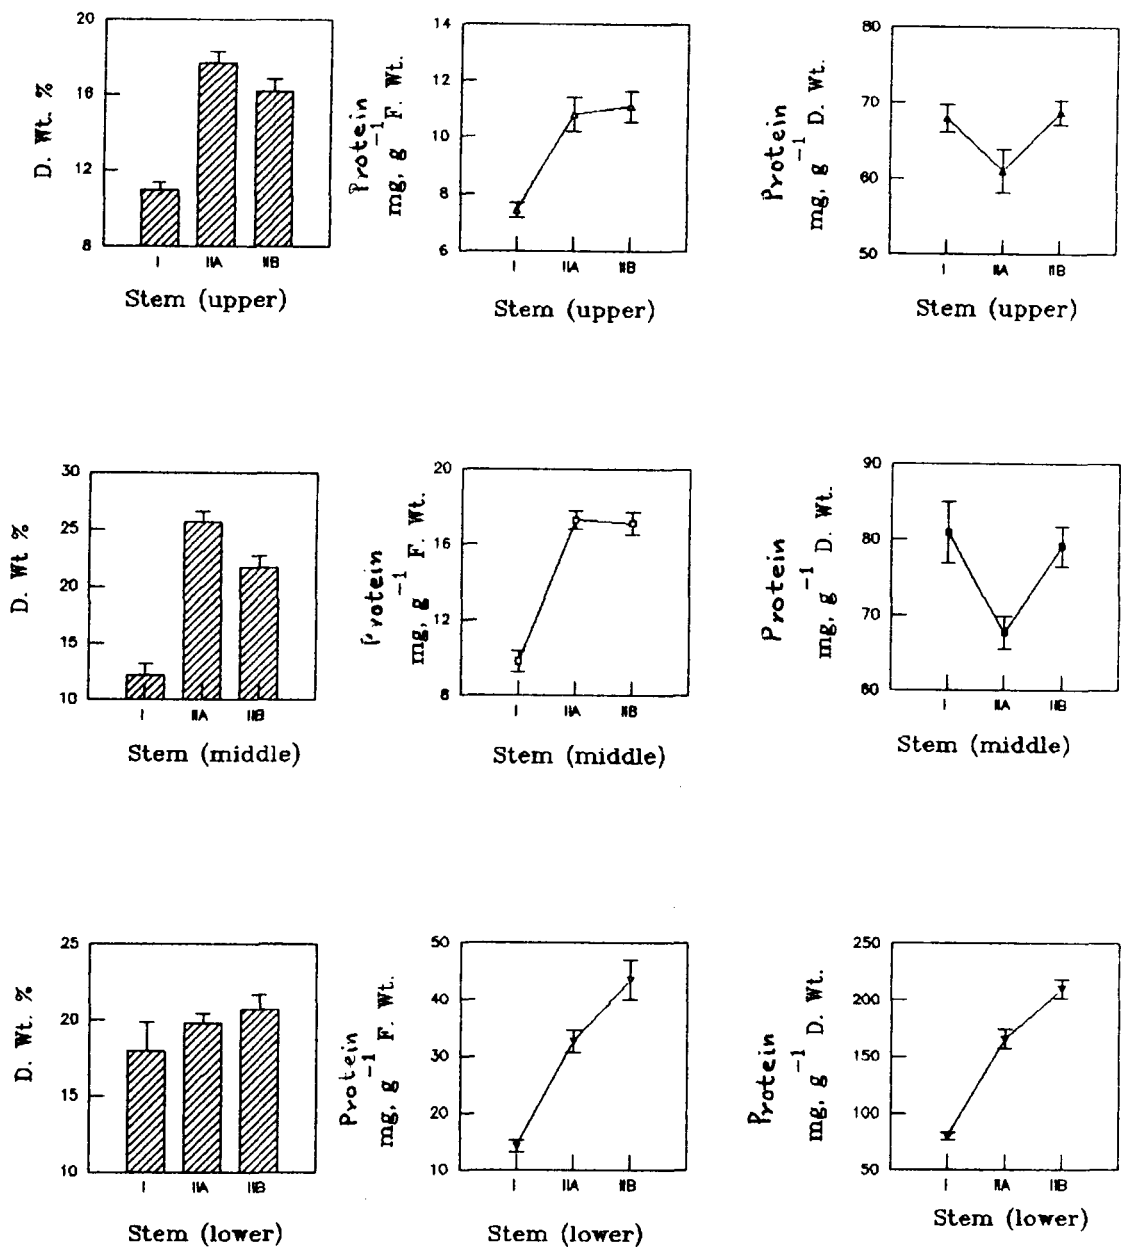 20
16
12
8
D. Wt. %
I IIA IIB
Stem (upper)
14
12
10
8
6
Protein
mg, g⁻¹ F. Wt.
I IIA IIB
Stem (upper)
80
70
60
50
Protein
mg, g⁻¹ D. Wt.
I IIA IIB
Stem (upper)
30
25
20
15
10
D. Wt %
I IIA IIB
Stem (middle)
20
16
12
8
Protein
mg, g⁻¹ F. Wt.
I IIA IIB
Stem (middle)
90
80
70
60
Protein
mg, g⁻¹ D. Wt.
I IIA IIB
Stem (middle)
25
20
15
10
D. Wt. %
I IIA IIB
Stem (lower)
50
40
30
20
10
Protein
mg, g⁻¹ F. Wt.
I IIA IIB
Stem (lower)
250
200
150
100
50
Protein
mg, g⁻¹ D. Wt.
I IIA IIB
Stem (lower)